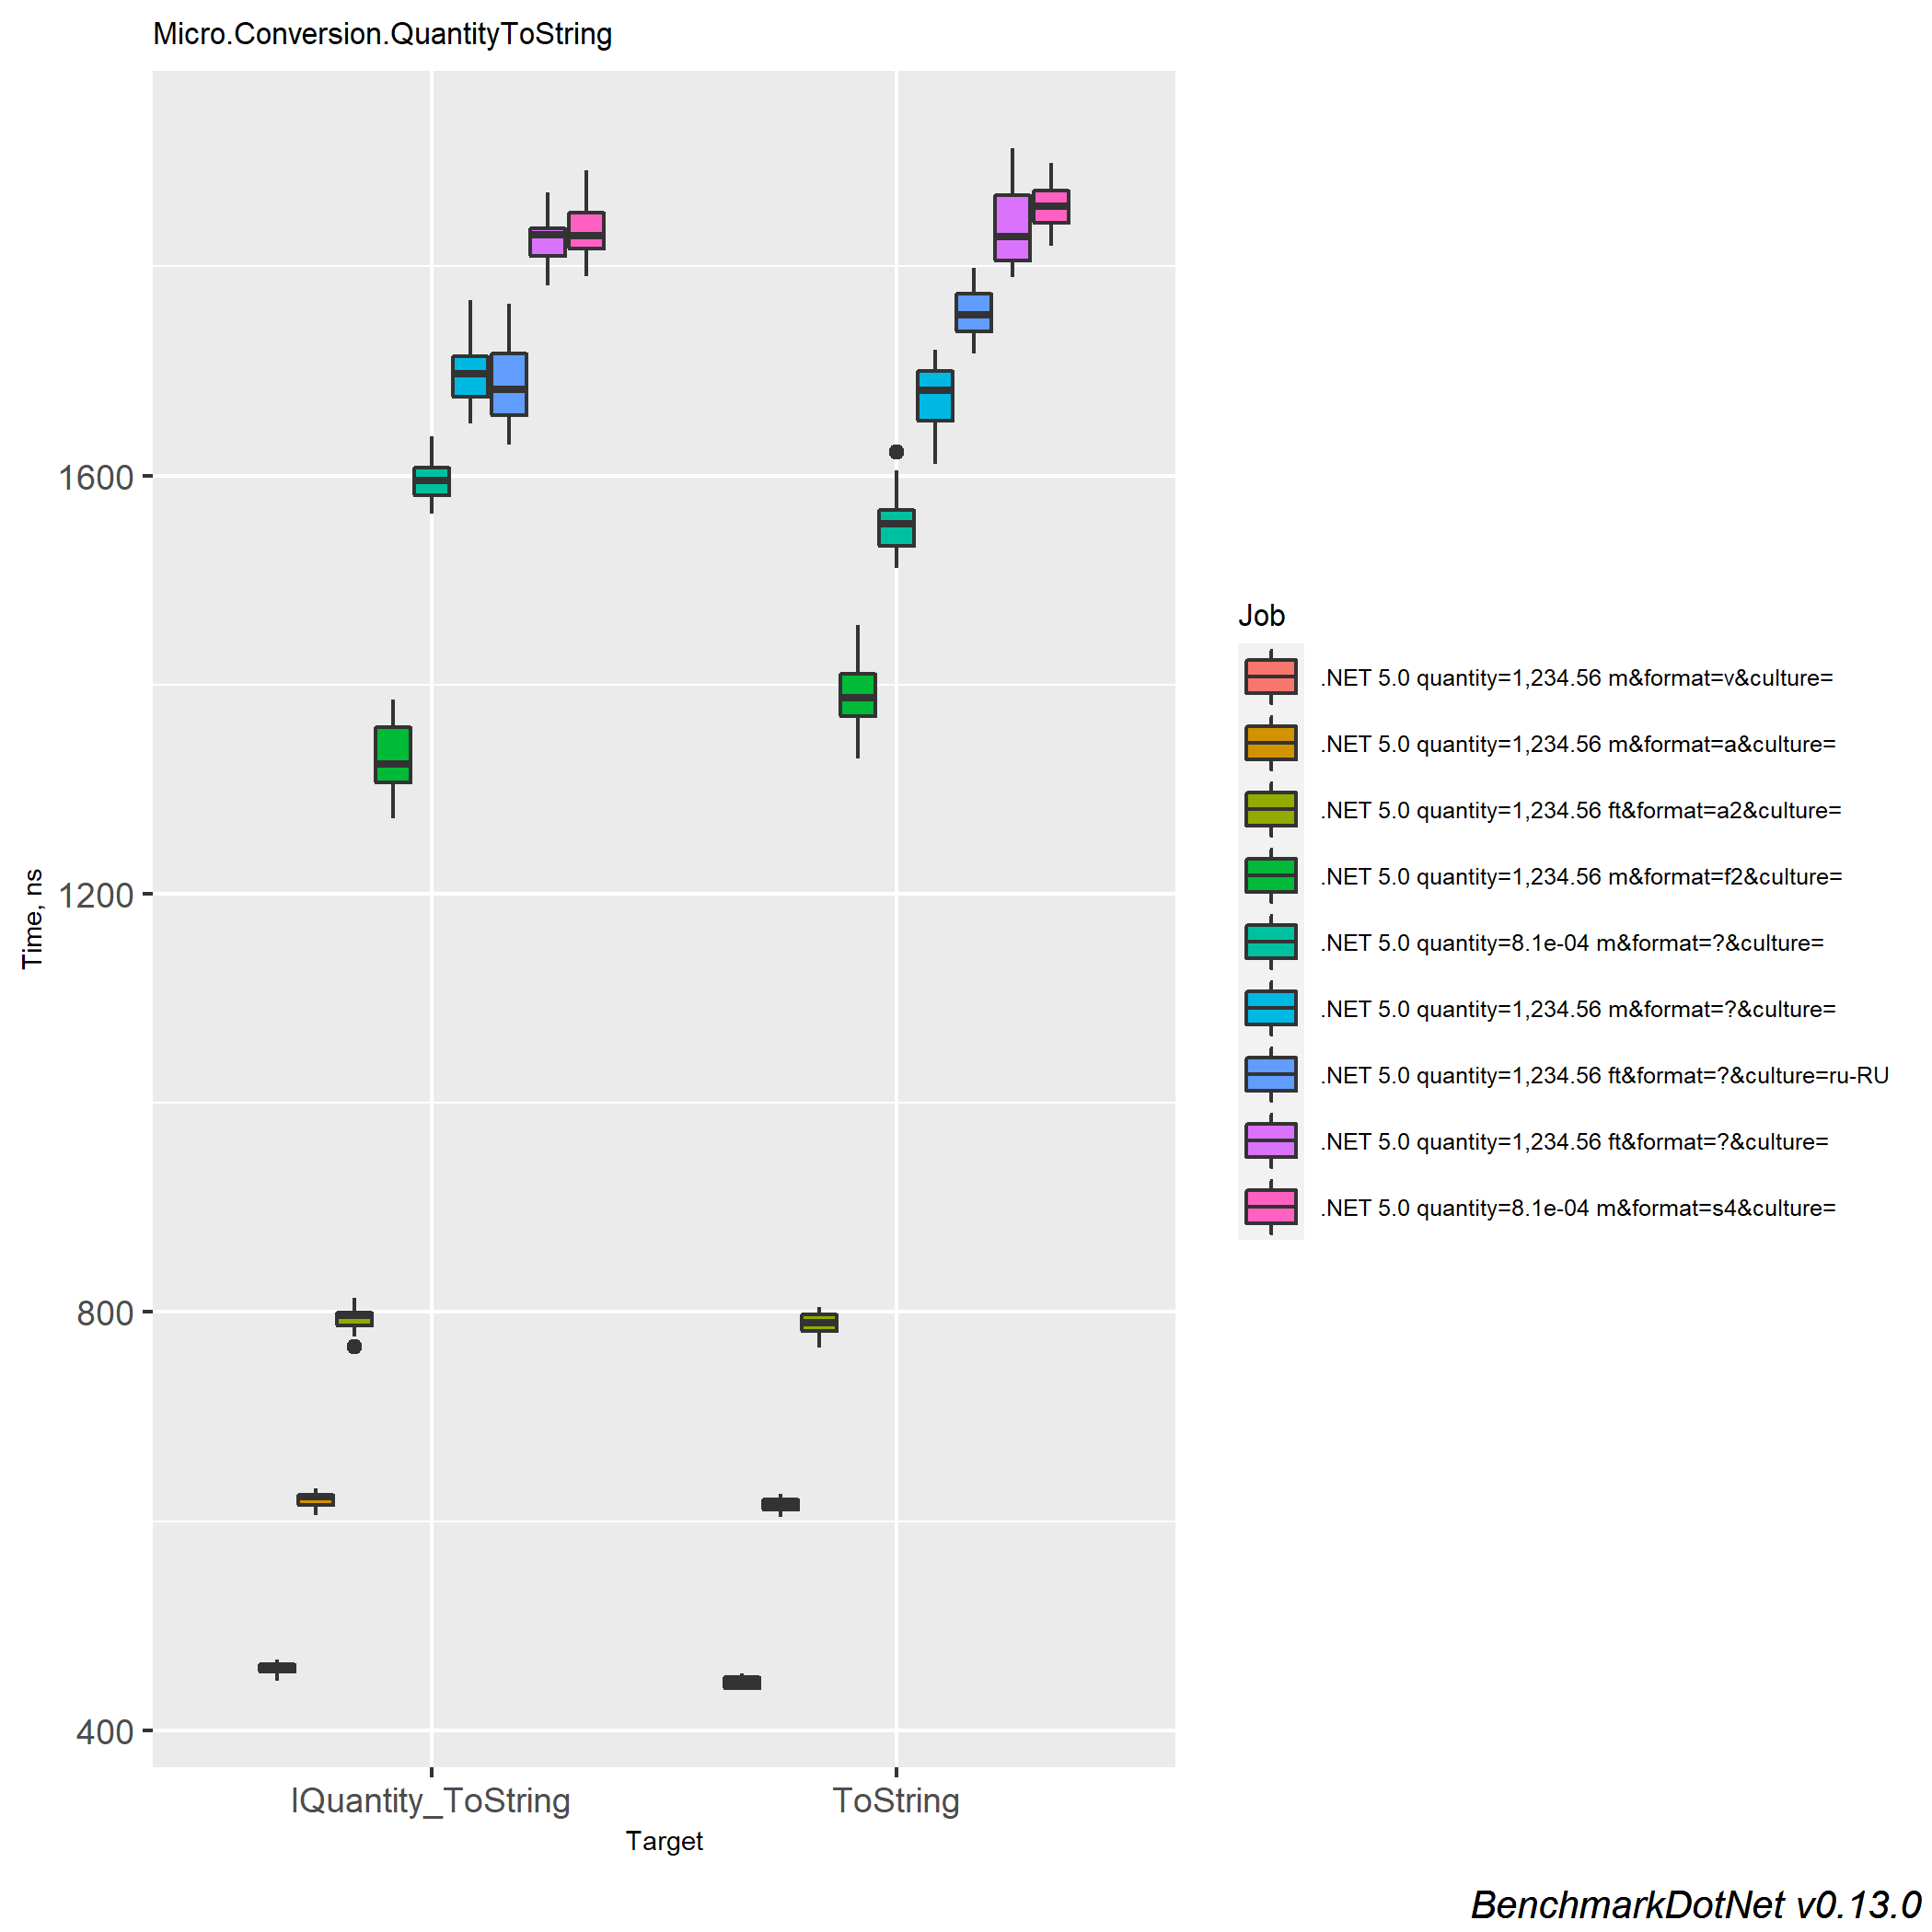 Micro.Conversion.QuantityToString
Time, ns
1600
1200
800
400
IQuantity_ToString
ToString
Target
Job
.NET 5.0 quantity=1,234.56 m&format=v&culture=
.NET 5.0 quantity=1,234.56 m&format=a&culture=
.NET 5.0 quantity=1,234.56 ft&format=a2&culture=
.NET 5.0 quantity=1,234.56 m&format=f2&culture=
.NET 5.0 quantity=8.1e-04 m&format=?&culture=
.NET 5.0 quantity=1,234.56 m&format=?&culture=
.NET 5.0 quantity=1,234.56 ft&format=?&culture=ru-RU
.NET 5.0 quantity=1,234.56 ft&format=?&culture=
.NET 5.0 quantity=8.1e-04 m&format=s4&culture=
BenchmarkDotNet v0.13.0